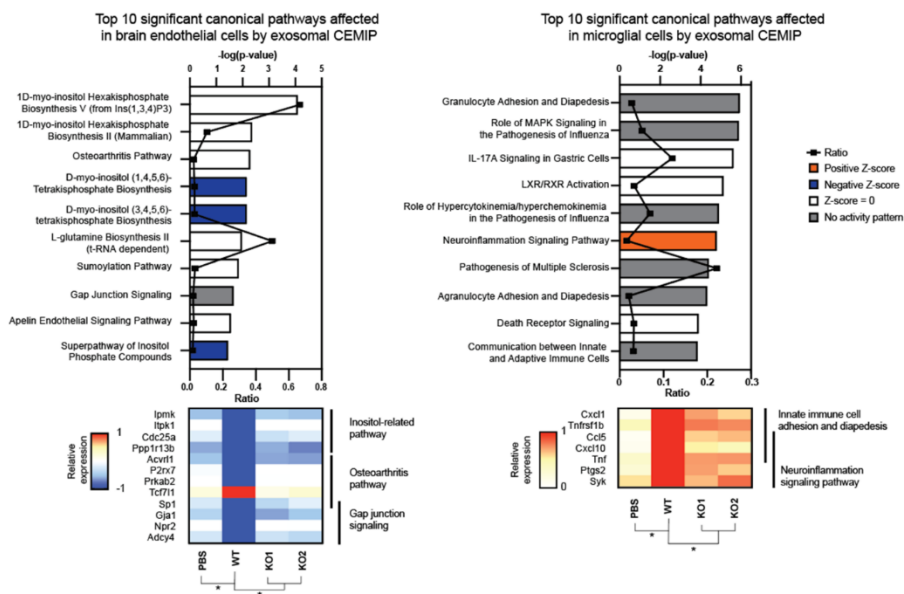 Top 10 significant canonical pathways affected
in brain endothelial cells by exosomal CEMIP
-log(p-value)
0 1 2 3 4 5
1D-myo-inositol Hexakisphosphate
Biosynthesis V (from Ins(1,3,4)P3)
1D-myo-inositol Hexakisphosphate
Biosynthesis II (Mammalian)
Osteoarthritis Pathway
D-myo-inositol (1,4,5,6)-
Tetrakisphosphate Biosynthesis
D-myo-inositol (3,4,5,6)-
tetrakisphosphate Biosynthesis
L-glutamine Biosynthesis II
(t-RNA dependent)
Sumoylation Pathway
Gap Junction Signaling
Apelin Endothelial Signaling Pathway
Superpathway of Inositol
Phosphate Compounds
0.0 0.2 0.4 0.6 0.8
Ratio
Relative
expression
1
-1
Ipmk
Itpk1
Cdc25a
Ppp1r13b
Acvrl1
P2rx7
Prkab2
Tcf7l1
Sp1
Gja1
Npr2
Adcy4
Inositol-related
pathway
Osteoarthritis
pathway
Gap junction
signaling
PBS
WT
KO1
KO2
*
*
Top 10 significant canonical pathways affected
in microglial cells by exosomal CEMIP
-log(p-value)
0 2 4 6
Granulocyte Adhesion and Diapedesis
Role of MAPK Signaling in
the Pathogenesis of Influenza
IL-17A Signaling in Gastric Cells
LXR/RXR Activation
Role of Hypercytokinemia/hyperchemokinemia
in the Pathogenesis of Influenza
Neuroinflammation Signaling Pathway
Pathogenesis of Multiple Sclerosis
Agranulocyte Adhesion and Diapedesis
Death Receptor Signaling
Communication between Innate
and Adaptive Immune Cells
0.0 0.1 0.2 0.3
Ratio
Ratio
Positive Z-score
Negative Z-score
Z-score = 0
No activity pattern
Relative
expression
1
0
Cxcl1
Tnfrsf1b
Ccl5
Cxcl10
Tnf
Ptgs2
Syk
Innate immune cell
adhesion and diapedesis
Neuroinflammation
signaling pathway
PBS
WT
KO1
KO2
*
*